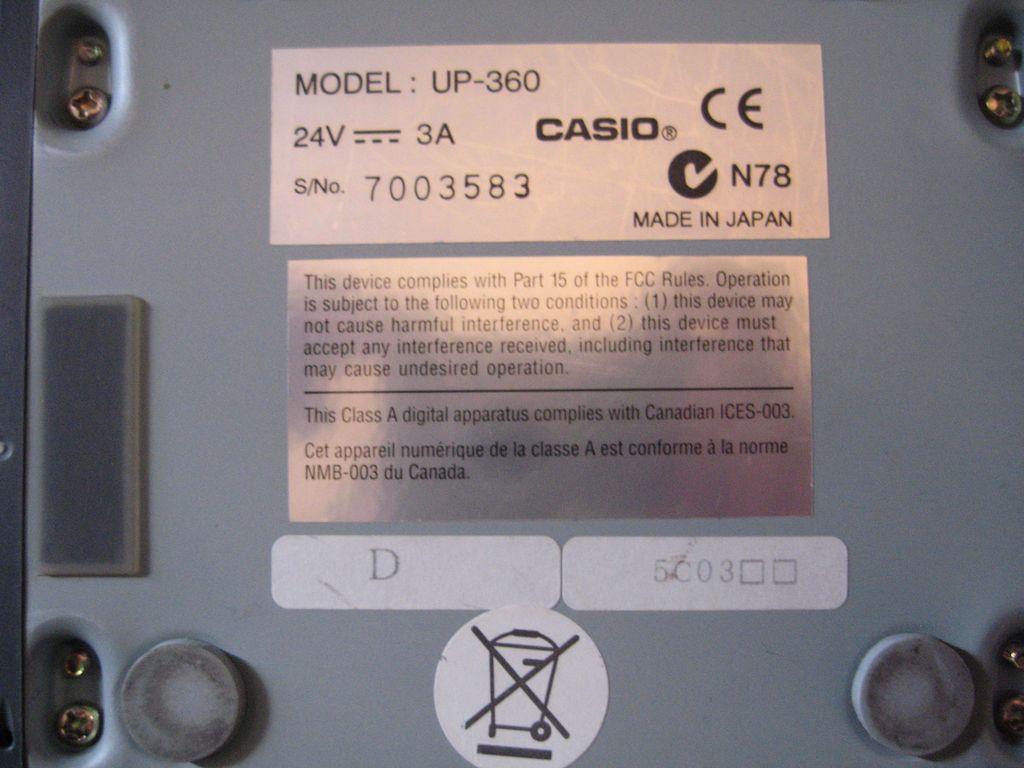 MODEL : UP-360
24V ⎓ 3A
CASIO®
CE
S/No. 7003583
N78
MADE IN JAPAN
This device complies with Part 15 of the FCC Rules. Operation
is subject to the following two conditions : (1) this device may
not cause harmful interference, and (2) this device must
accept any interference received, including interference that
may cause undesired operation.
This Class A digital apparatus complies with Canadian ICES-003.
Cet appareil numérique de la classe A est conforme à la norme
NMB-003 du Canada.
D
5C03□□